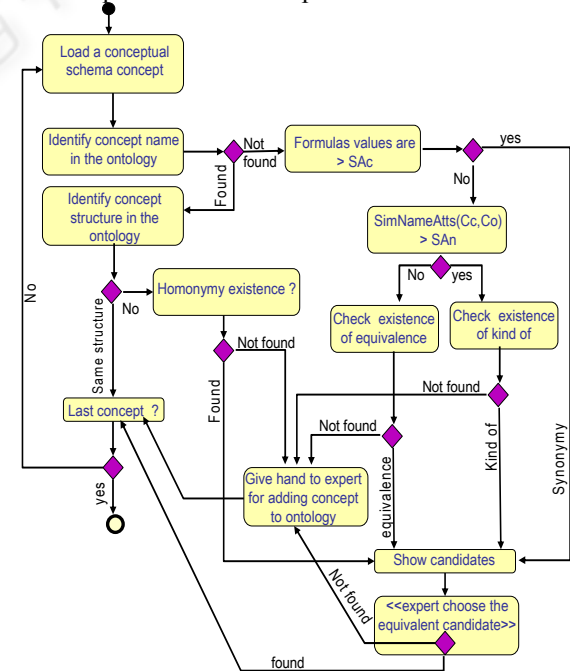 Load a conceptual
schema concept
Identify concept name
in the ontology
Not
found
Found
Formulas values are
> SAc
yes
No
Identify concept
structure in the
ontology
SimNameAtts(Cc,Co)
> SAn
No
yes
No
Same structure
No
Homonymy existence ?
Check existence
of equivalence
Check existence
of kind of
Not found
Found
Not found
Not found
Kind of
Synonymy
Last concept ?
yes
Give hand to expert
for adding concept
to ontology
equivalence
Show candidates
Not found
<<expert choose the
equivalent candidate>>
found